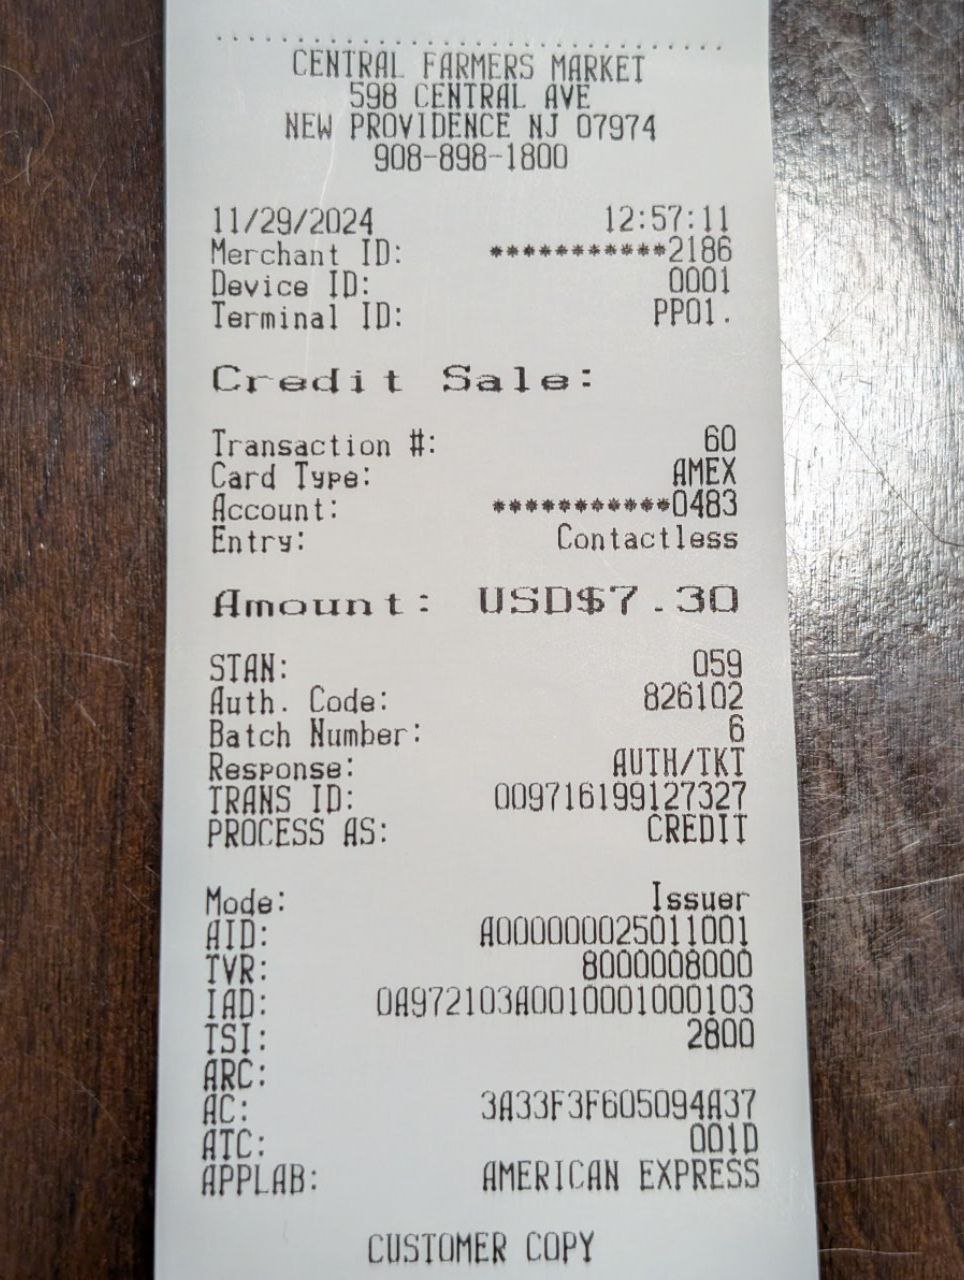 CENTRAL FARMERS MARKET
598 CENTRAL AVE
NEW PROVIDENCE NJ 07974
908-898-1800
11/29/2024 12:57:11
Merchant ID: ***********2186
Device ID: 0001
Terminal ID: PP01.
Credit Sale:
Transaction #: 60
Card Type: AMEX
Account: ***********0483
Entry: Contactless
Amount: USD$7.30
STAN: 059
Auth. Code: 826102
Batch Number: 6
Response: AUTH/TKT
TRANS ID: 009716199127327
PROCESS AS: CREDIT
Mode: Issuer
AID: A000000025011001
TVR: 8000008000
IAD: 0A972103A0010001000103
TSI: 2800
ARC:
AC: 3A33F3F605094A37
ATC: 001D
APPLAB: AMERICAN EXPRESS
CUSTOMER COPY